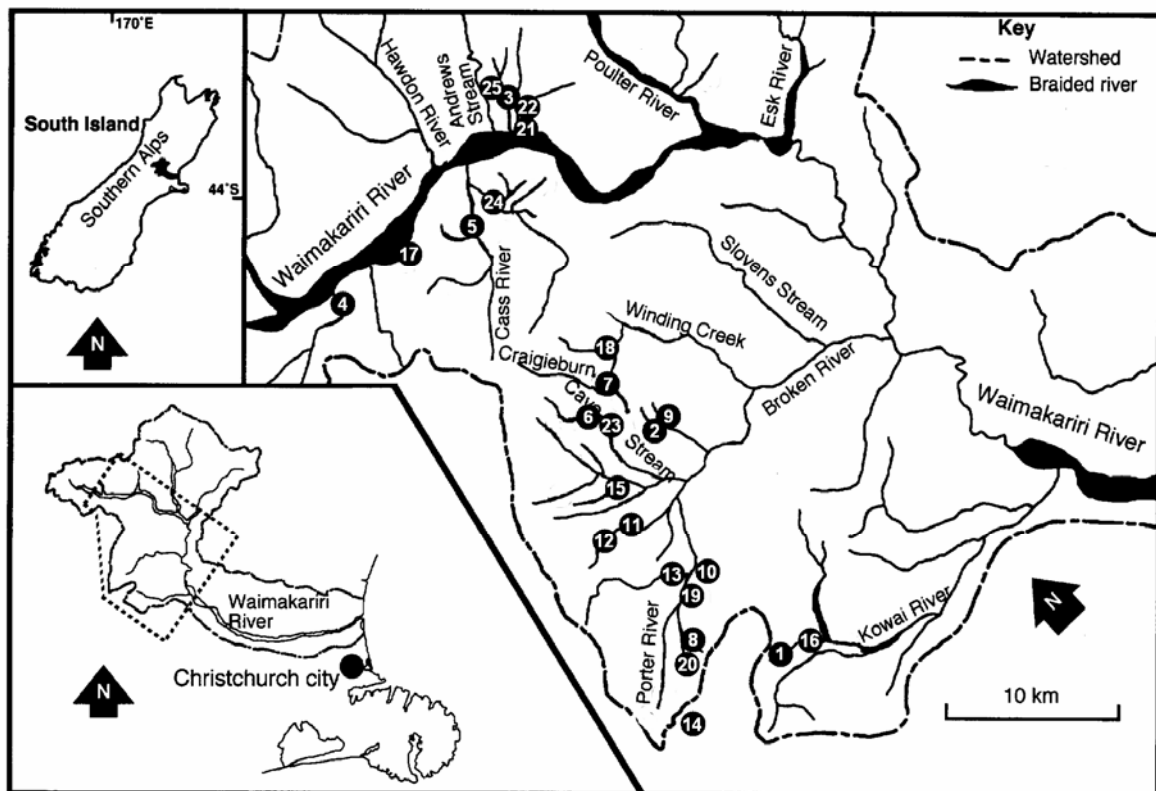 170°E
South Island
Southern Alps
44°S
N
Waimakariri
River
Christchurch city
N
Key
Watershed
Braided river
Hawdon River
Andrews
Stream
Poulter River
Esk River
25
3
22
21
24
5
Waimakariri River
17
4
Cass River
Slovens Stream
Winding Creek
18
Craigieburn
7
Cave
Stream
6
23
9
2
Broken River
Waimakariri River
15
11
12
13
10
19
8
20
14
Porter River
1
16
Kowai River
N
10 km